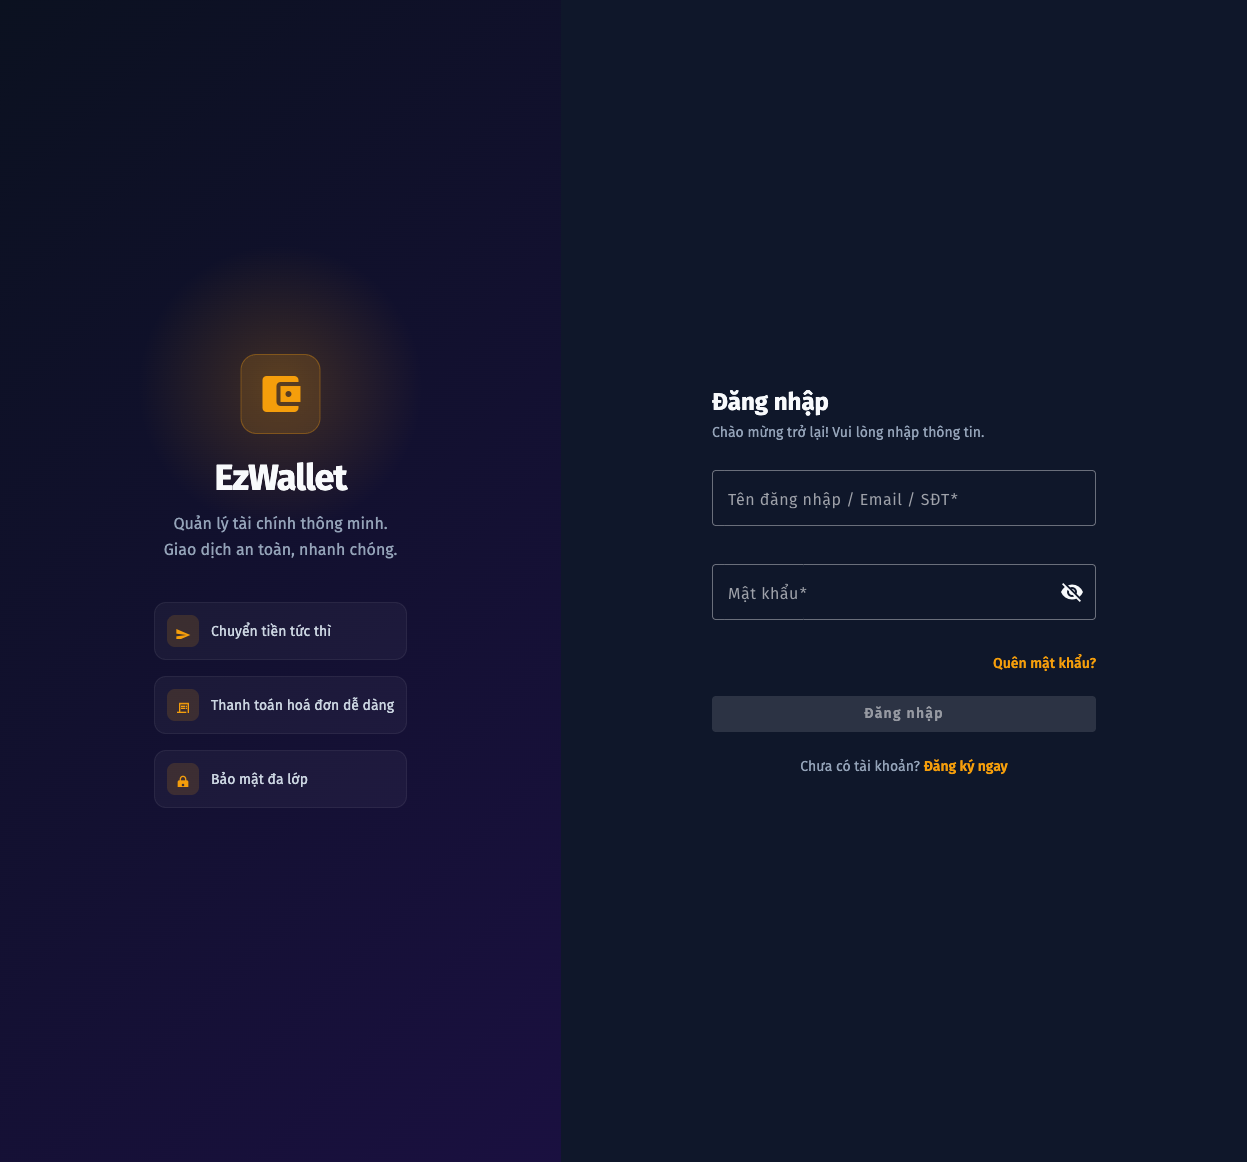 EzWallet
Quản lý tài chính thông minh.
Giao dịch an toàn, nhanh chóng.
Chuyển tiền tức thì
Thanh toán hoá đơn dễ dàng
Bảo mật đa lớp
Đăng nhập
Chào mừng trở lại! Vui lòng nhập thông tin.
Tên đăng nhập / Email / SĐT*
Mật khẩu*
Quên mật khẩu?
Đăng nhập
Chưa có tài khoản? Đăng ký ngay